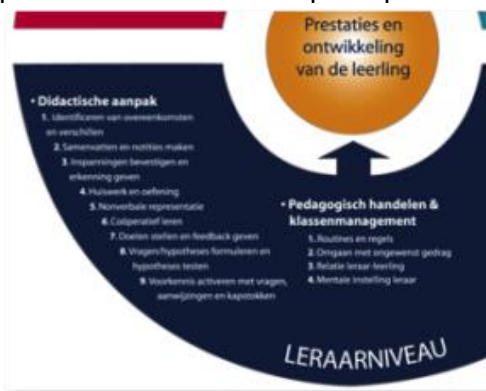 Prestaties en
ontwikkeling
van de leerling
• Didactische aanpak
1. Identificeren van overeenkomsten
en verschillen
2. Samenvatten en notities maken
3. Inspanningen bevestigen en
erkenning geven
4. Huiswerk en oefening
5. Nonverbale representatie
6. Coöperatief leren
7. Doelen stellen en feedback geven
8. Vragen/hypotheses formuleren en
hypotheses testen
9. Voorkennis activeren met vragen,
aanwijzingen en kapstokken
• Pedagogisch handelen &
klassenmanagement
1. Routines en regels
2. Omgaan met ongewenst gedrag
3. Relatie leraar-leerling
4. Mentale instelling leraar
LERAARNIVEAU